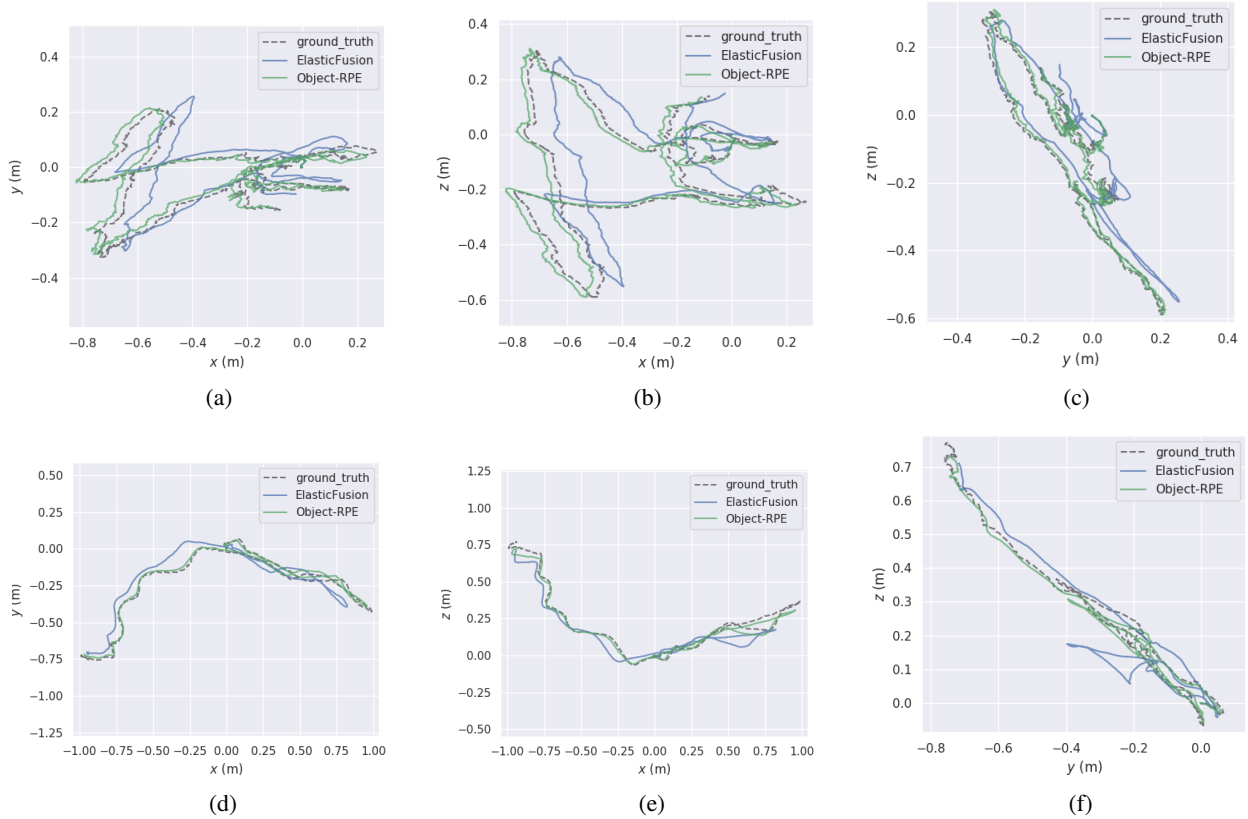 0.4
0.2
0.0
−0.2
−0.4
y (m)
−0.8 −0.6 −0.4 −0.2 0.0 0.2
x (m)
ground_truth
ElasticFusion
Object-RPE
(a)
0.4
0.2
0.0
−0.2
−0.4
−0.6
z (m)
−0.8 −0.6 −0.4 −0.2 0.0 0.2
x (m)
ground_truth
ElasticFusion
Object-RPE
(b)
0.2
0.0
−0.2
−0.4
−0.6
z (m)
−0.4 −0.2 0.0 0.2 0.4
y (m)
ground_truth
ElasticFusion
Object-RPE
(c)
0.50
0.25
0.00
−0.25
−0.50
−0.75
−1.00
−1.25
y (m)
−1.00 −0.75 −0.50 −0.25 0.00 0.25 0.50 0.75 1.00
x (m)
ground_truth
ElasticFusion
Object-RPE
(d)
1.25
1.00
0.75
0.50
0.25
0.00
−0.25
−0.50
z (m)
−1.00 −0.75 −0.50 −0.25 0.00 0.25 0.50 0.75 1.00
x (m)
ground_truth
ElasticFusion
Object-RPE
(e)
0.7
0.6
0.5
0.4
0.3
0.2
0.1
0.0
z (m)
−0.8 −0.6 −0.4 −0.2 0.0
y (m)
ground_truth
ElasticFusion
Object-RPE
(f)